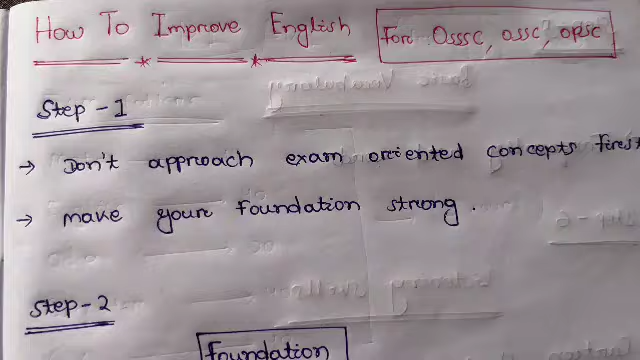 How To Improve English For OSSSC, OSSC, OPSC
Step-1
→ Don't approach exam oriented concepts first
→ make your foundation strong.
Step-2
Foundation